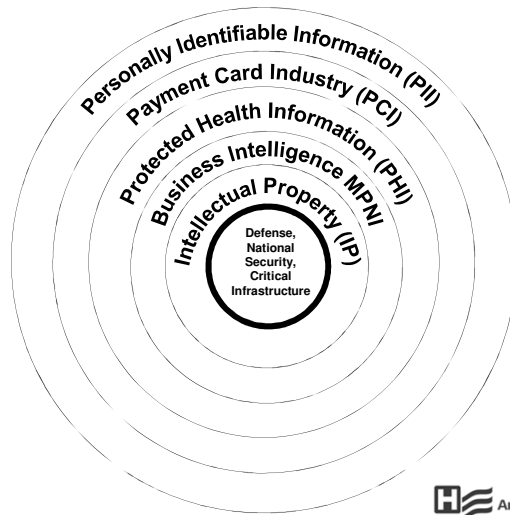 Personally Identifiable Information (PII)
Payment Card Industry (PCI)
Protected Health Information (PHI)
Business Intelligence MPNI
Intellectual Property (IP)
Defense,
National
Security,
Critical
Infrastructure
H